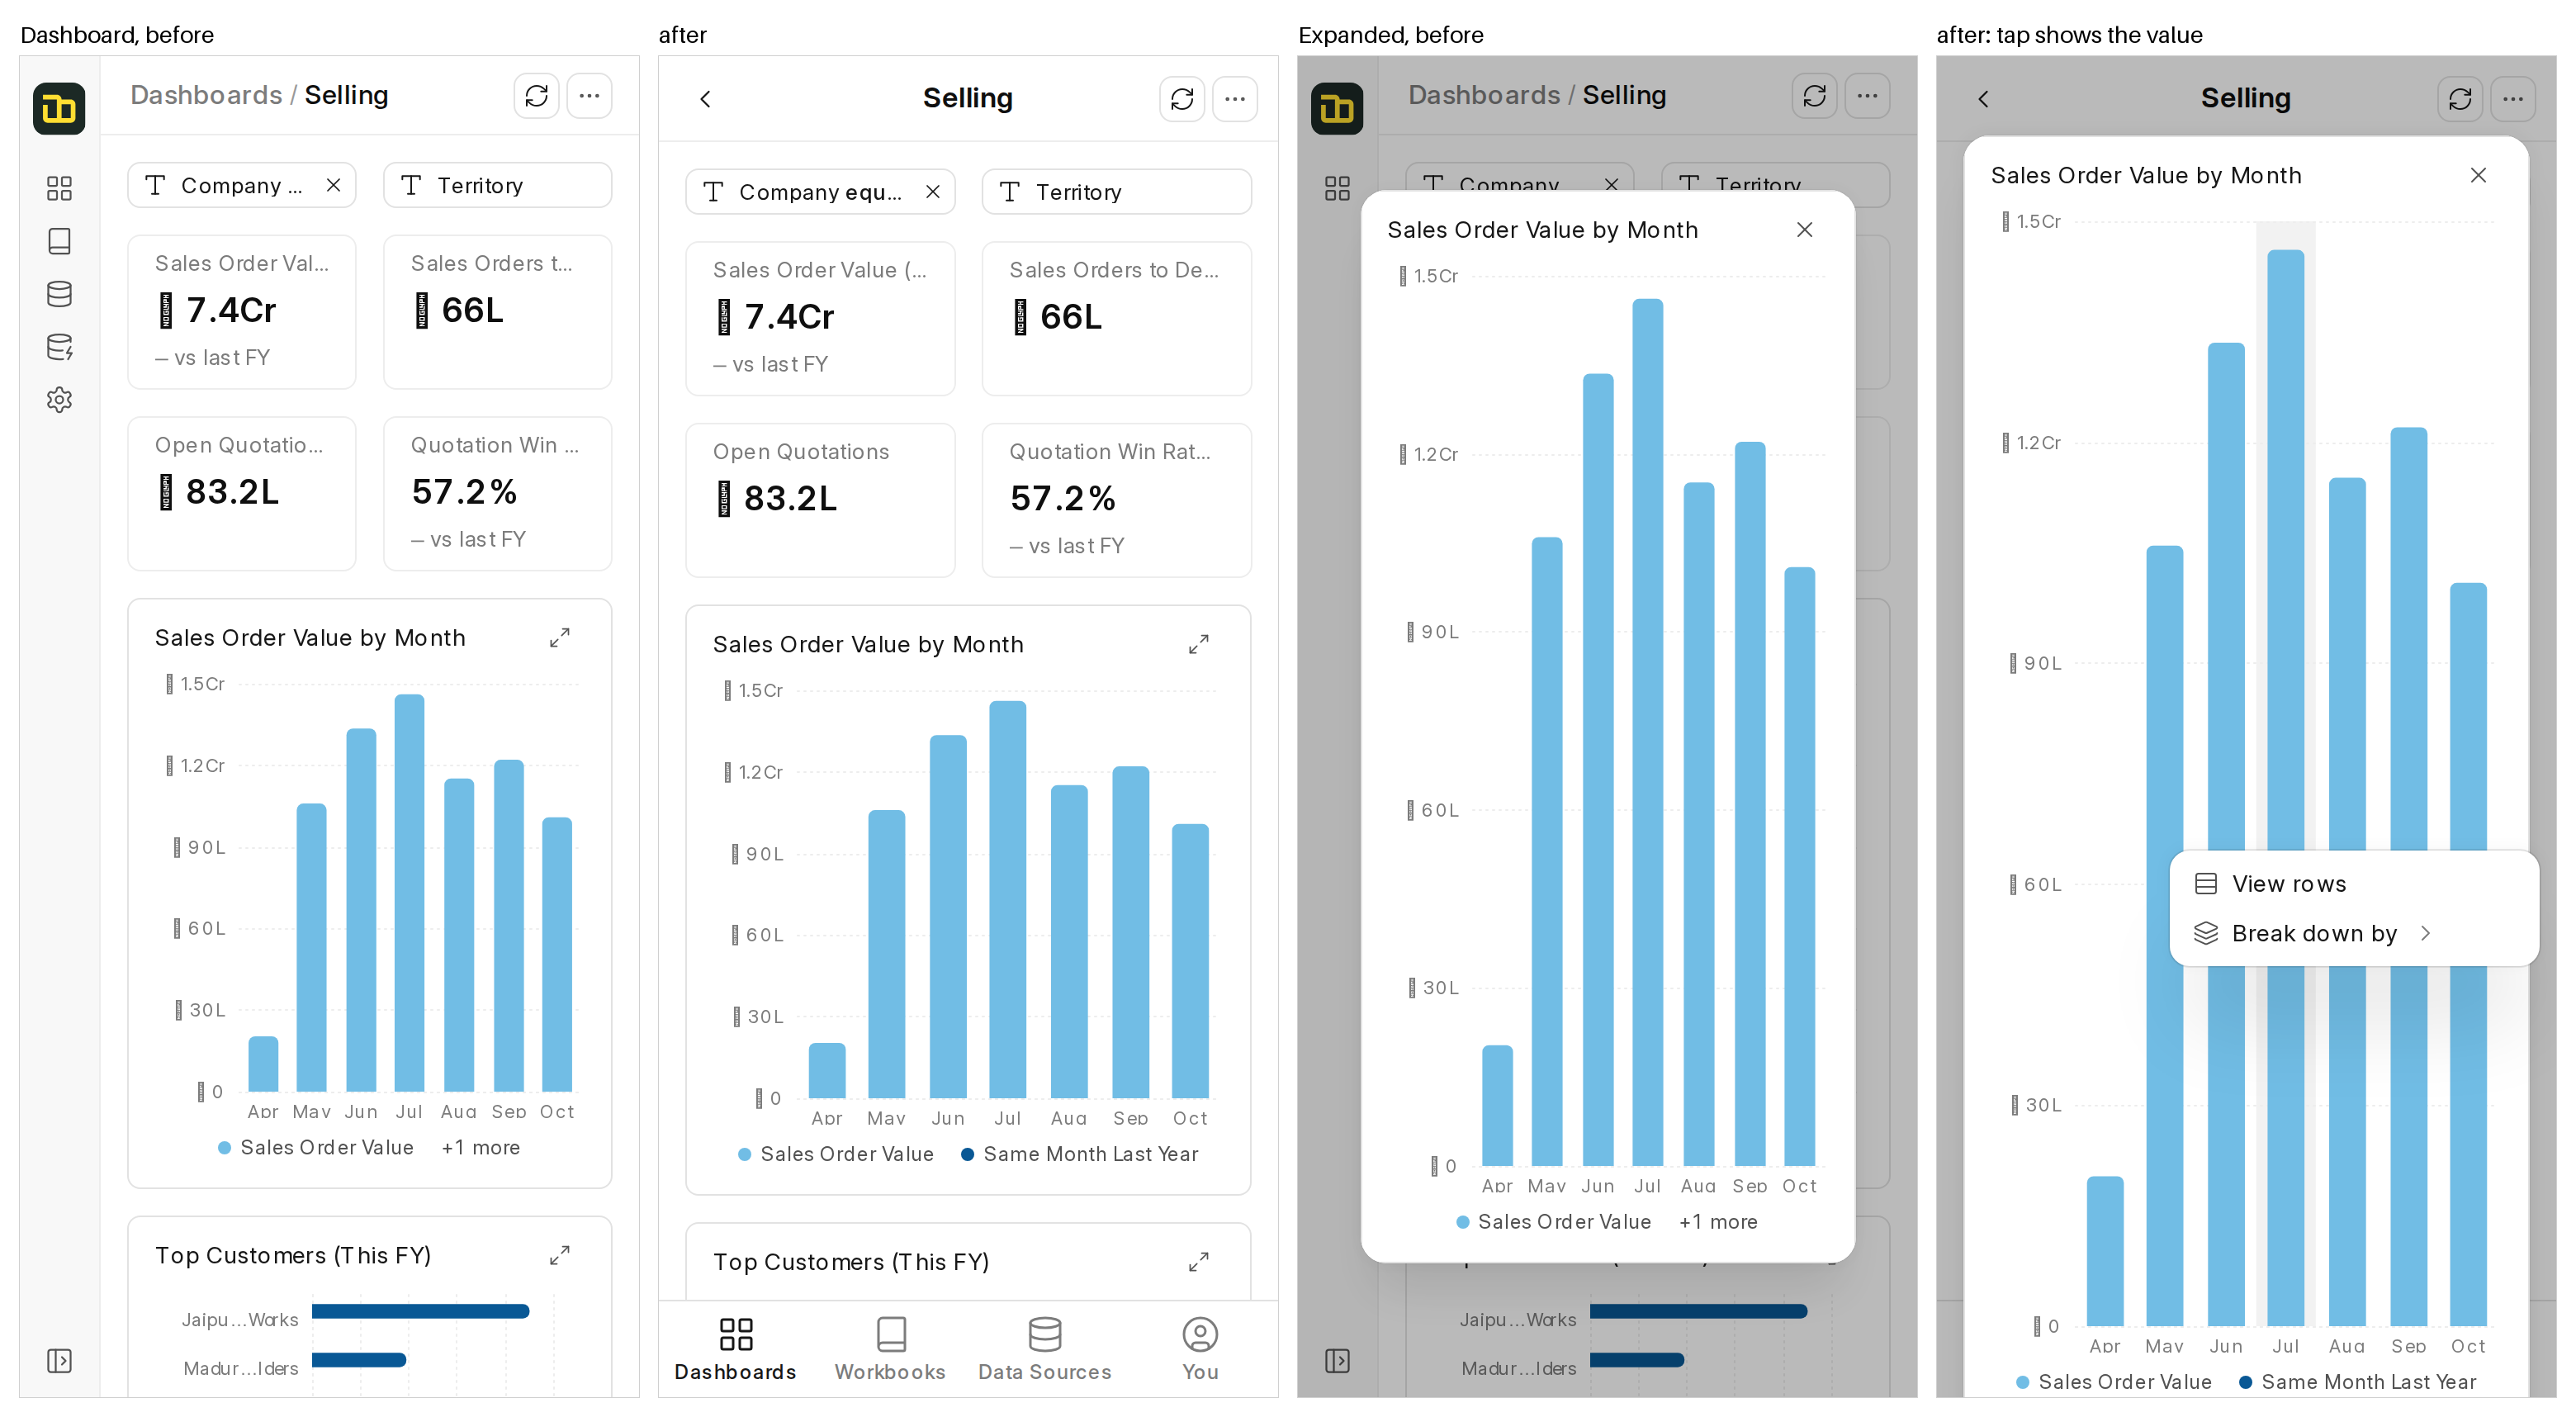 Dashboard, before
Dashboards / Selling
Company ...
Territory
Sales Order Val...
7.4Cr
— vs last FY
Sales Orders t...
66L
Open Quotatio...
83.2L
Quotation Win ...
57.2%
— vs last FY
Sales Order Value by Month
1.5Cr
1.2Cr
90L
60L
30L
0
Apr May Jun Jul Aug Sep Oct
Sales Order Value +1 more
Top Customers (This FY)
Jaipu...Works
Madur...lders
after
Selling
Company equ...
Territory
Sales Order Value (...
7.4Cr
— vs last FY
Sales Orders to De...
66L
Open Quotations
83.2L
Quotation Win Rat...
57.2%
— vs last FY
Sales Order Value by Month
1.5Cr
1.2Cr
90L
60L
30L
0
Apr May Jun Jul Aug Sep Oct
Sales Order Value Same Month Last Year
Top Customers (This FY)
Dashboards Workbooks Data Sources You
Expanded, before
Dashboards / Selling
Company
Territory
Sales Order Value by Month
1.5Cr
1.2Cr
90L
60L
30L
0
Apr May Jun Jul Aug Sep Oct
Sales Order Value +1 more
Jaipu...Works
Madur...lders
after: tap shows the value
Selling
Sales Order Value by Month
1.5Cr
1.2Cr
90L
60L
30L
0
View rows
Break down by
Apr May Jun Jul Aug Sep Oct
Sales Order Value Same Month Last Year